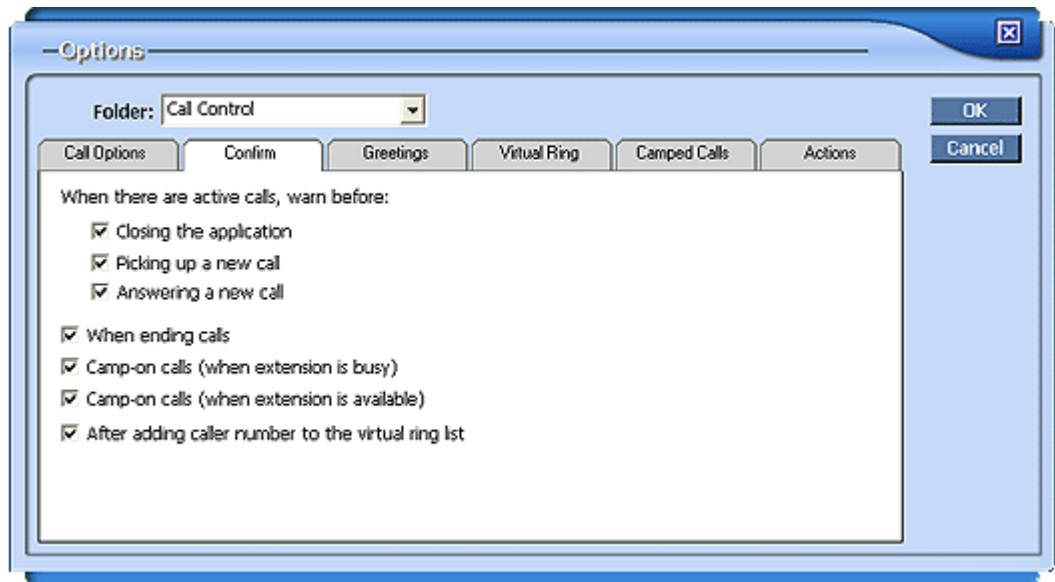 Options
Folder: Call Control
OK
Cancel
Call Options Confirm Greetings Virtual Ring Camped Calls Actions
When there are active calls, warn before:
Closing the application
Picking up a new call
Answering a new call
When ending calls
Camp-on calls (when extension is busy)
Camp-on calls (when extension is available)
After adding caller number to the virtual ring list